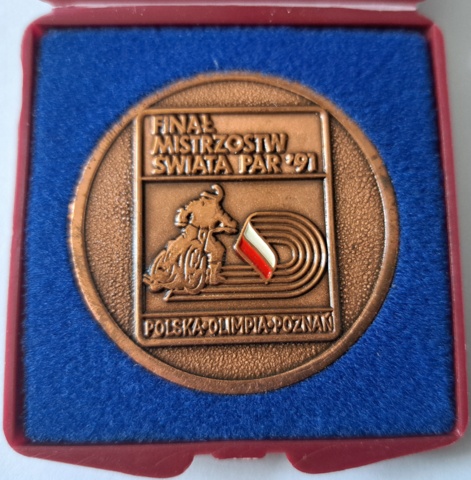 FINAŁ
MISTRZOSTW
ŚWIATA PAR '91
POLSKA·OLIMPIA·POZNAŃ